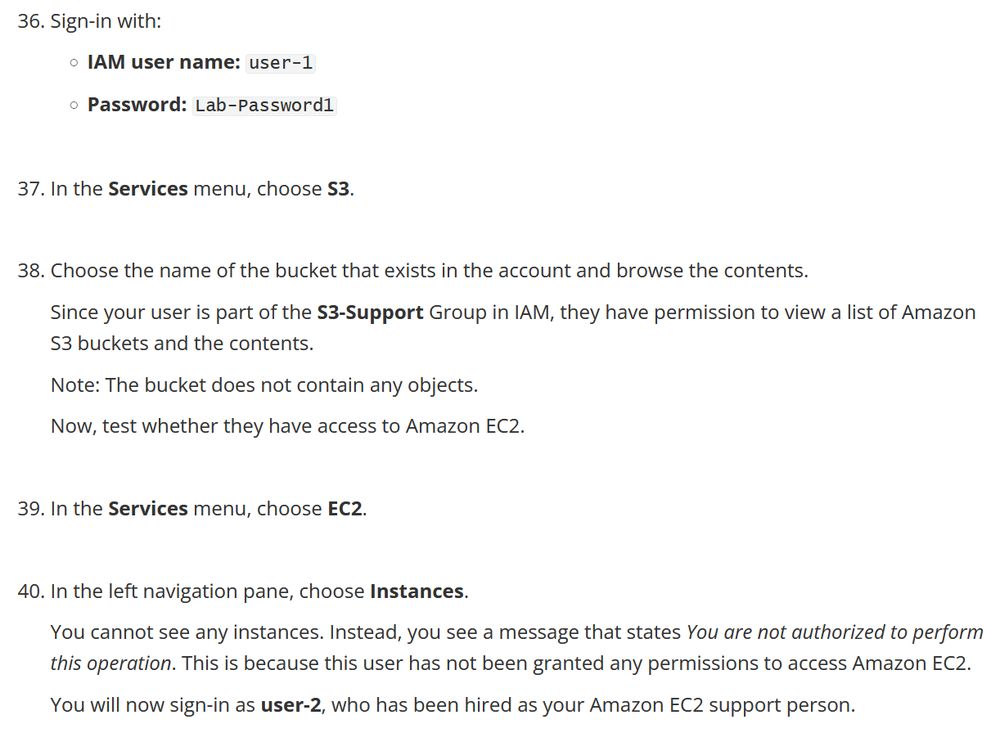 36. Sign-in with:
○ IAM user name: user-1
○ Password: Lab-Password1
37. In the Services menu, choose S3.
38. Choose the name of the bucket that exists in the account and browse the contents.
Since your user is part of the S3-Support Group in IAM, they have permission to view a list of Amazon
S3 buckets and the contents.
Note: The bucket does not contain any objects.
Now, test whether they have access to Amazon EC2.
39. In the Services menu, choose EC2.
40. In the left navigation pane, choose Instances.
You cannot see any instances. Instead, you see a message that states You are not authorized to perform
this operation. This is because this user has not been granted any permissions to access Amazon EC2.
You will now sign-in as user-2, who has been hired as your Amazon EC2 support person.